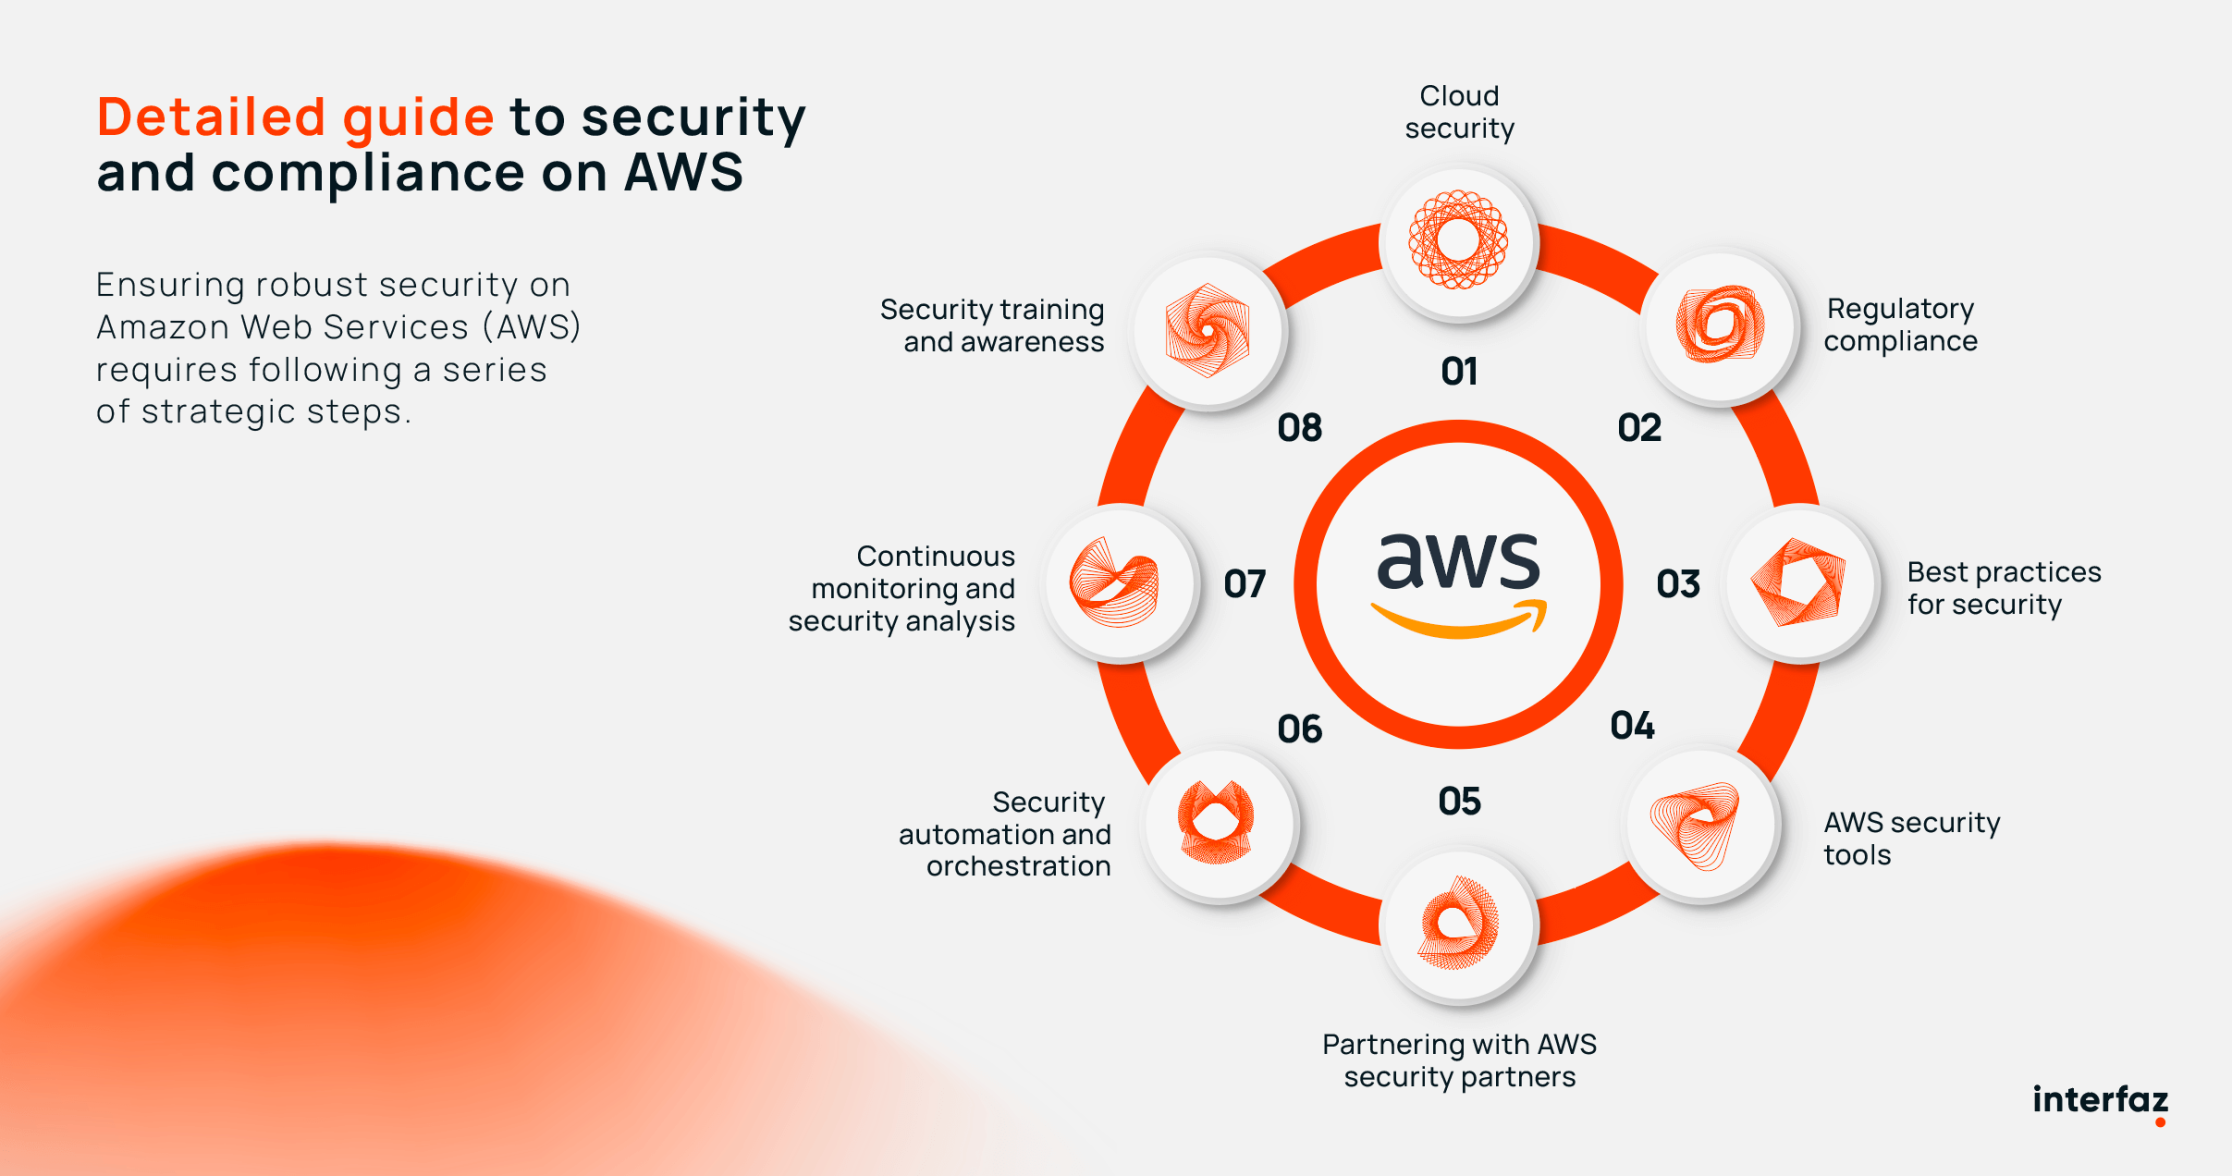 Detailed guide to security
and compliance on AWS
Ensuring robust security on
Amazon Web Services (AWS)
requires following a series
of strategic steps.
Cloud
security
01
Regulatory
compliance
02
Best practices
for security
03
AWS security
tools
04
Partnering with AWS
security partners
05
Security
automation and
orchestration
06
Continuous
monitoring and
security analysis
07
Security training
and awareness
08
aws
interfaz